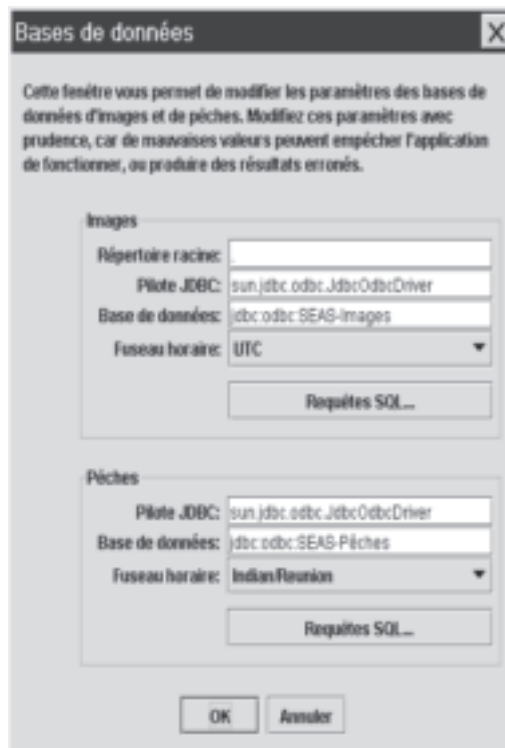 Bases de données
Cette fenêtre vous permet de modifier les paramètres des bases de
données d'images et de pêches. Modifiez ces paramètres avec
prudence, car de mauvaises valeurs peuvent empêcher l'application
de fonctionner, ou produire des résultats erronés.
Images
Répertoire racine: .
Pilote JDBC: sun.jdbc.odbc.JdbcOdbcDriver
Base de données: jdbc:odbc:SEAS-Images
Fuseau horaire: UTC
Requêtes SQL...
Pêches
Pilote JDBC: sun.jdbc.odbc.JdbcOdbcDriver
Base de données: jdbc:odbc:SEAS-Pêches
Fuseau horaire: Indian/Reunion
Requêtes SQL...
OK Annuler